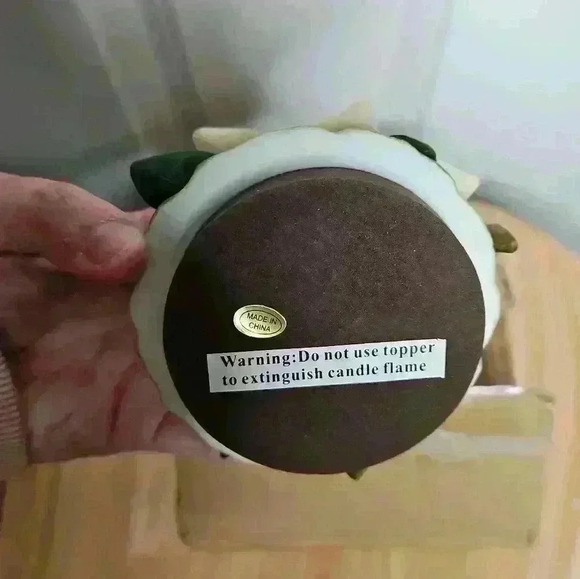 MADE IN
CHINA
Warning:Do not use topper
to extinguish candle flame